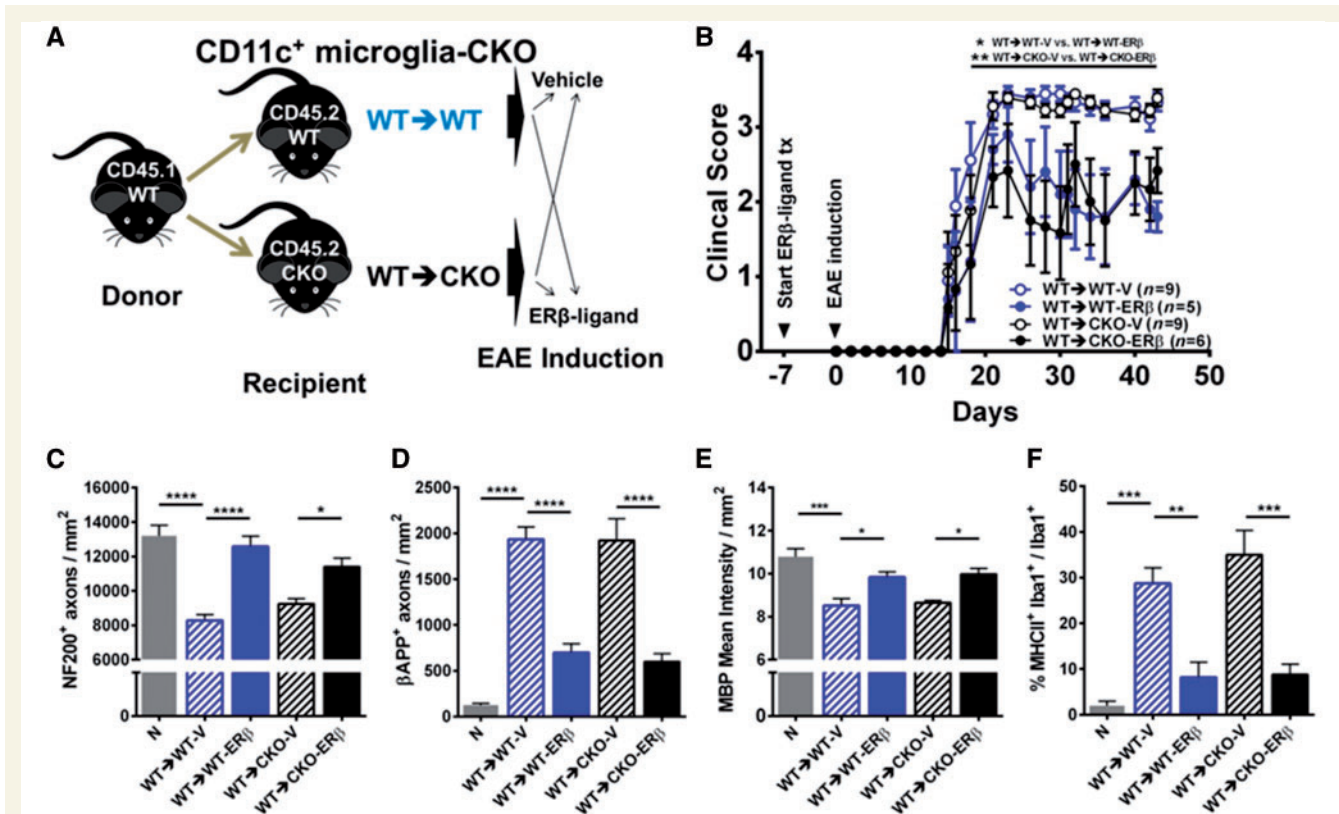 A
CD11c⁺ microglia-CKO
CD45.1
WT
Donor
CD45.2
WT
CD45.2
CKO
Recipient
WT➔WT
WT➔CKO
Vehicle
ERβ-ligand
EAE Induction
B
Clincal Score
4
3
2
1
0
★ WT➔WT-V vs. WT➔WT-ERβ
★★ WT➔CKO-V vs. WT➔CKO-ERβ
Start ERβ-ligand tx
EAE induction
WT➔WT-V (n=9)
WT➔WT-ERβ (n=5)
WT➔CKO-V (n=9)
WT➔CKO-ERβ (n=6)
-7 0 10 20 30 40 50
Days
C
NF200⁺ axons / mm²
16000
14000
12000
10000
8000
6000
0
**** **** *
N
WT➔WT-V
WT➔WT-ERβ
WT➔CKO-V
WT➔CKO-ERβ
D
βAPP⁺ axons / mm²
2500
2000
1500
1000
500
0
**** **** ****
N
WT➔WT-V
WT➔WT-ERβ
WT➔CKO-V
WT➔CKO-ERβ
E
MBP Mean Intensity / mm²
14
12
10
8
6
0
*** * *
N
WT➔WT-V
WT➔WT-ERβ
WT➔CKO-V
WT➔CKO-ERβ
F
% MHCII⁺ Iba1⁺ / Iba1⁺
50
40
30
20
10
0
*** ** ***
N
WT➔WT-V
WT➔WT-ERβ
WT➔CKO-V
WT➔CKO-ERβ